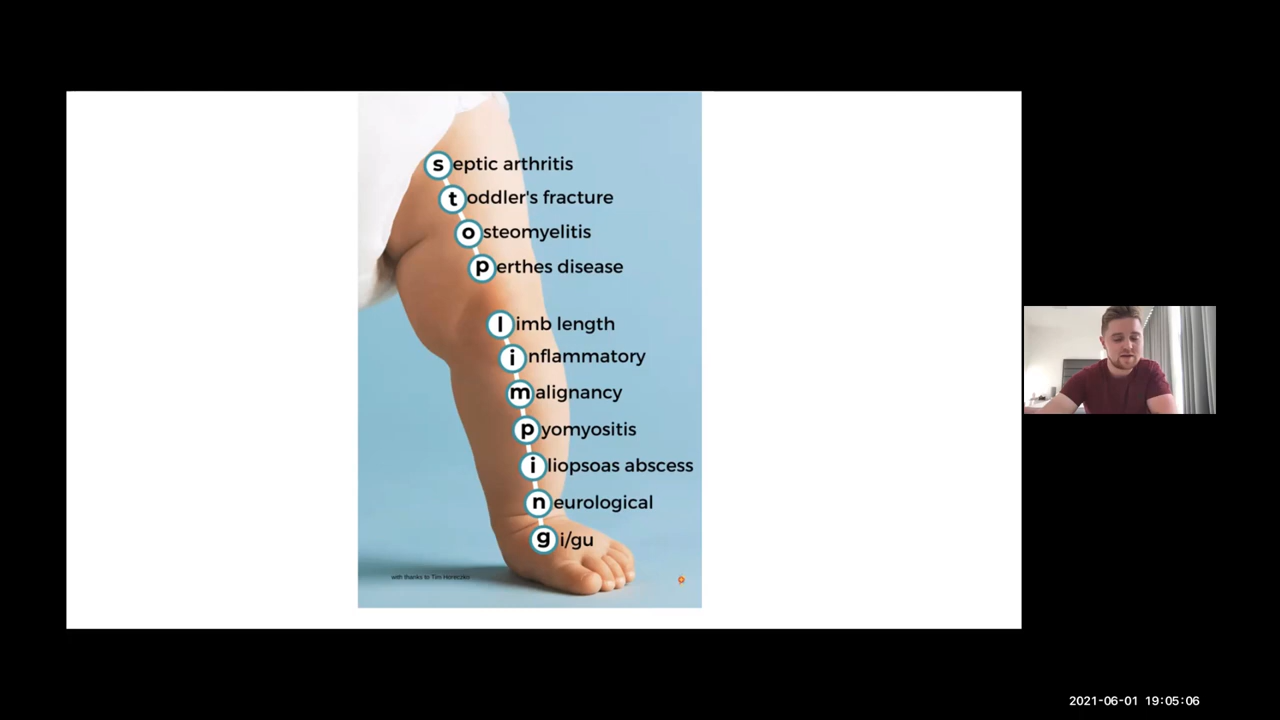 septic arthritis
toddler's fracture
osteomyelitis
perthes disease
limb length
inflammatory
malignancy
pyomyositis
iliopsoas abscess
neurological
gi/gu
with thanks to Tim Horeczko
2021-06-01 19:05:06